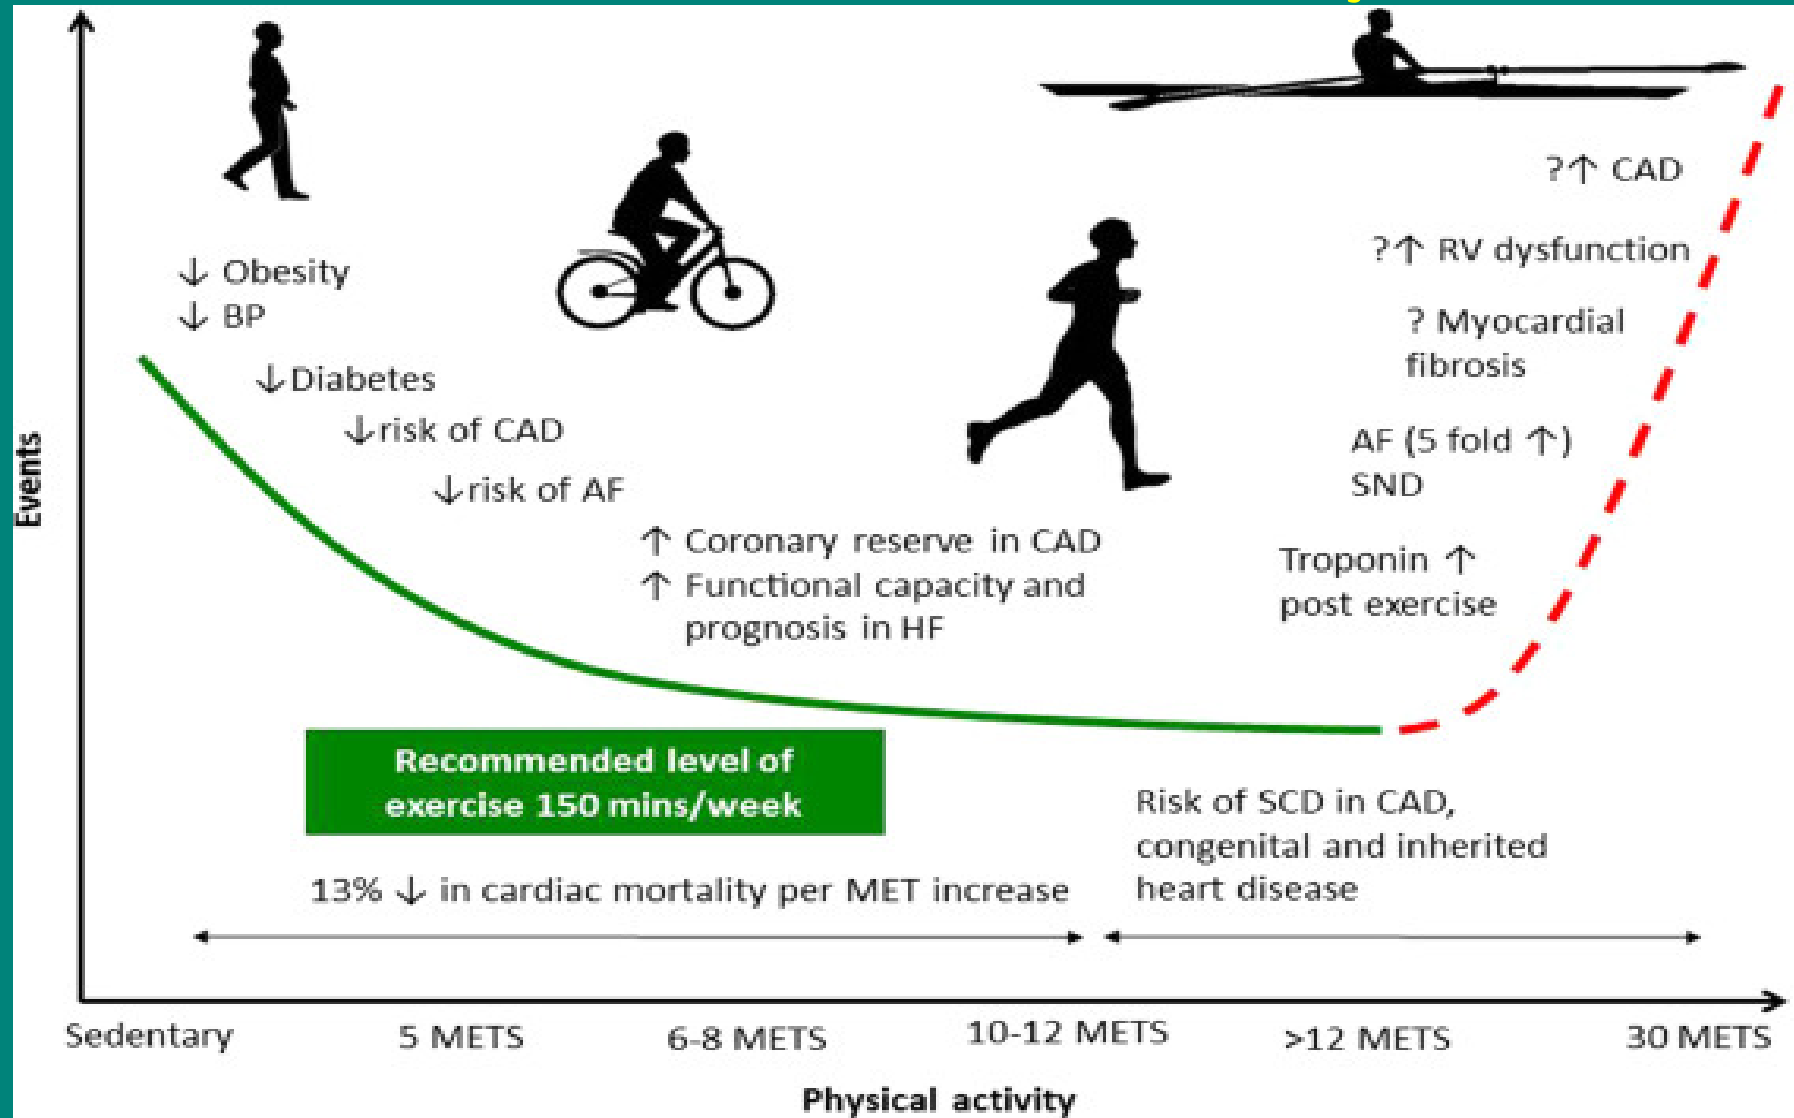 ↓ Obesity
↓ BP
↓Diabetes
↓risk of CAD
↓risk of AF
↑ Coronary reserve in CAD
↑ Functional capacity and
prognosis in HF
?↑ CAD
?↑ RV dysfunction
? Myocardial
fibrosis
AF (5 fold ↑)
SND
Troponin ↑
post exercise
Events
Recommended level of
exercise 150 mins/week
13% ↓ in cardiac mortality per MET increase
Risk of SCD in CAD,
congenital and inherited
heart disease
Sedentary
5 METS
6-8 METS
10-12 METS
>12 METS
30 METS
Physical activity